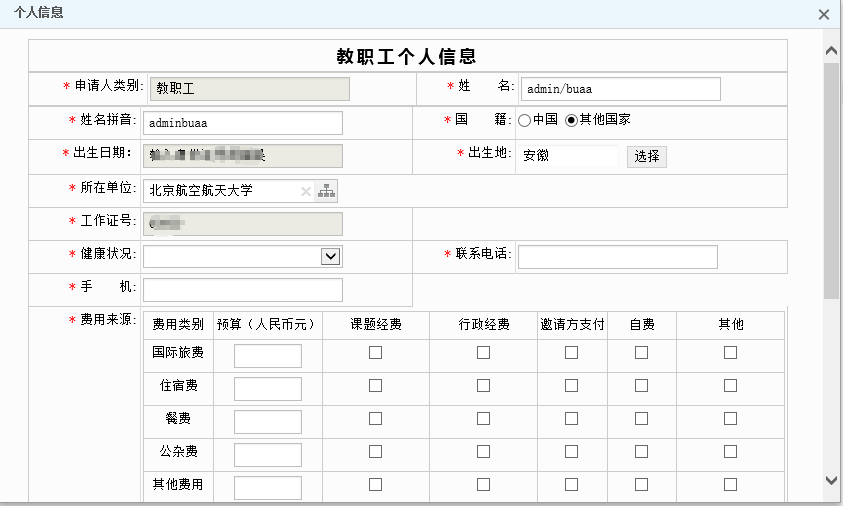 个人信息
教职工个人信息
* 申请人类别: 教职工 * 姓 名: admin/buaa
* 姓名拼音: adminbuaa * 国 籍: 中国 其他国家
* 出生日期: * 出生地: 安徽 选择
* 所在单位: 北京航空航天大学
* 工作证号:
* 健康状况: * 联系电话:
* 手 机:
* 费用来源: 费用类别 预算（人民币元） 课题经费 行政经费 邀请方支付 自费 其他
国际旅费
住宿费
餐费
公杂费
其他费用